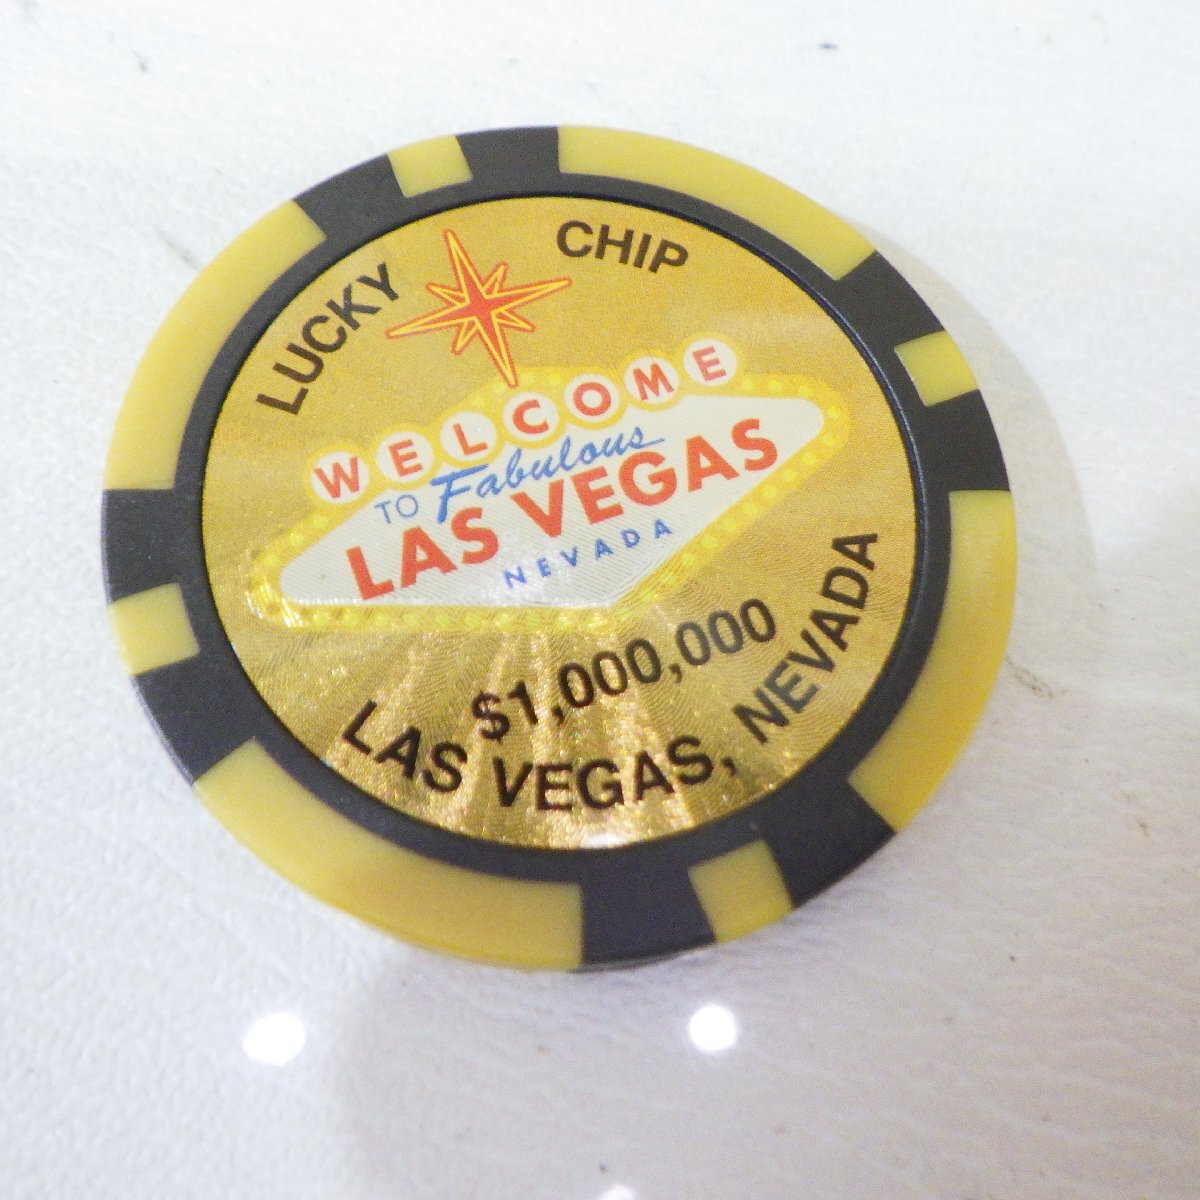 LUCKY CHIP
WELCOME
TO Fabulous
LAS VEGAS
NEVADA
$1,000,000
LAS VEGAS, NEVADA